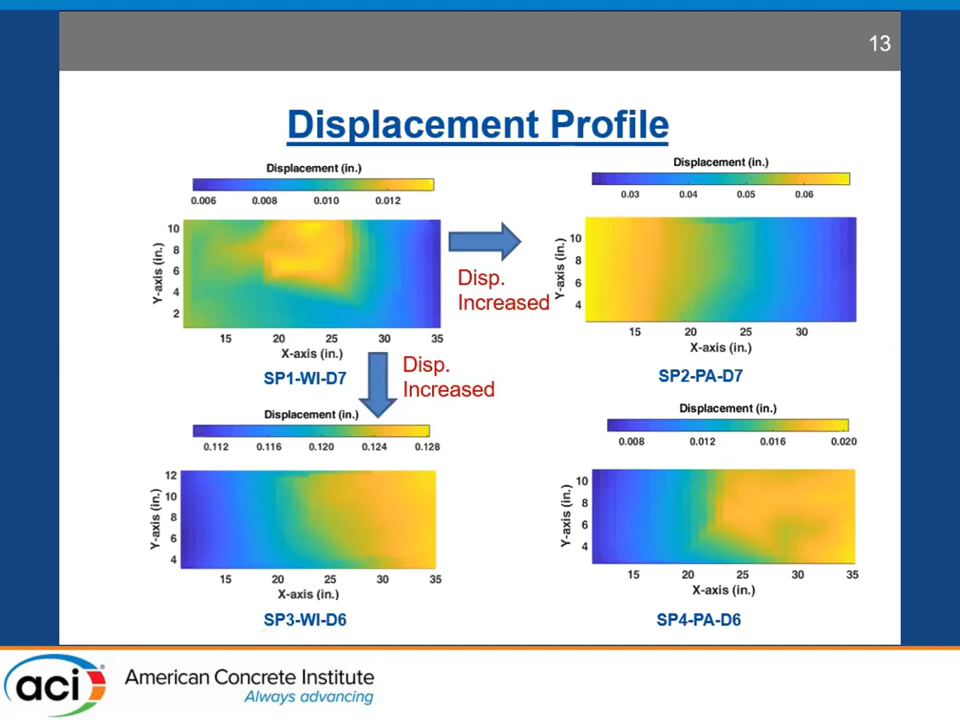 13
Displacement Profile
Displacement (in.)
0.006 0.008 0.010 0.012
10
8
6
4
2
Y-axis (in.)
15 20 25 30 35
X-axis (in.)
SP1-WI-D7
Disp.
Increased
Displacement (in.)
0.03 0.04 0.05 0.06
10
8
6
4
Y-axis (in.)
15 20 25 30
X-axis (in.)
SP2-PA-D7
Disp.
Increased
Displacement (in.)
0.112 0.116 0.120 0.124 0.128
12
10
8
6
4
Y-axis (in.)
15 20 25 30 35
X-axis (in.)
SP3-WI-D6
Displacement (in.)
0.008 0.012 0.016 0.020
10
8
6
4
Y-axis (in.)
15 20 25 30 35
X-axis (in.)
SP4-PA-D6
aci
®
American Concrete Institute
Always advancing